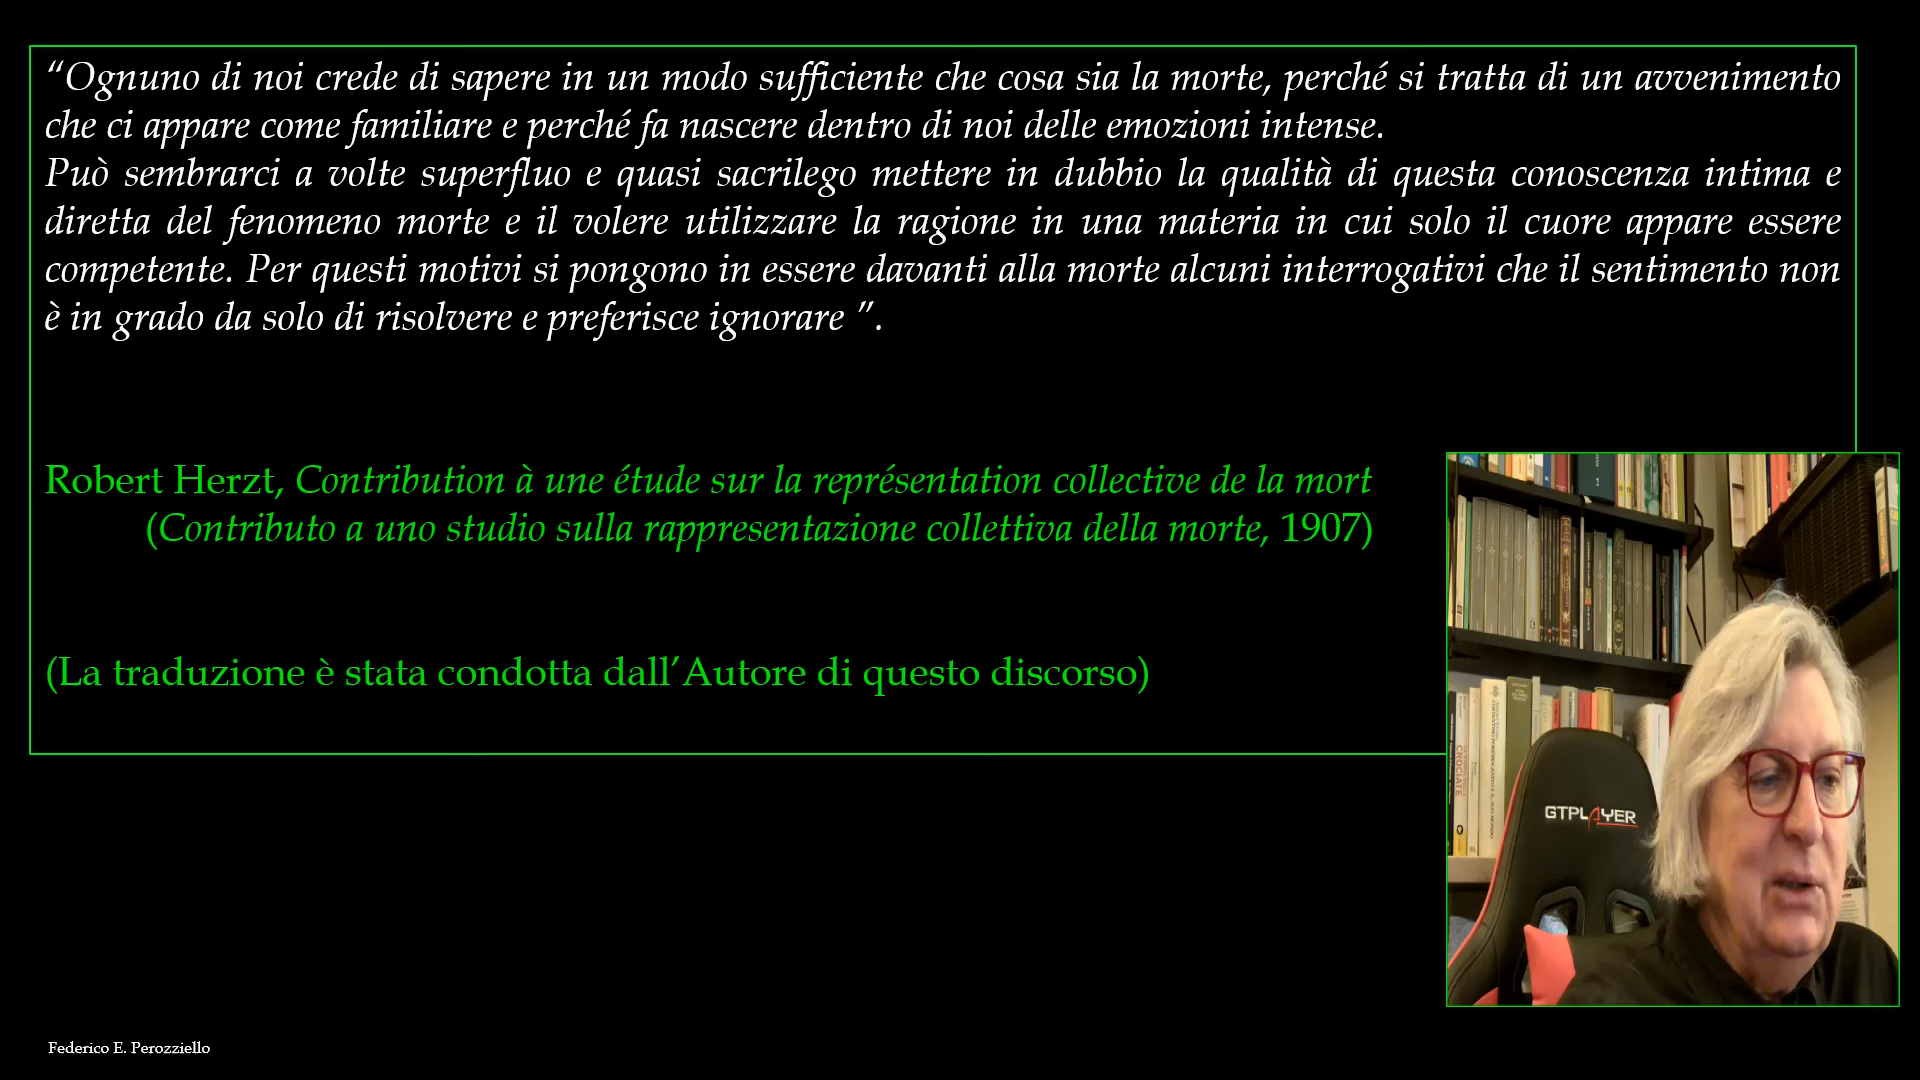 “Ognuno di noi crede di sapere in un modo sufficiente che cosa sia la morte, perché si tratta di un avvenimento
che ci appare come familiare e perché fa nascere dentro di noi delle emozioni intense.
Può sembrarci a volte superfluo e quasi sacrilego mettere in dubbio la qualità di questa conoscenza intima e
diretta del fenomeno morte e il volere utilizzare la ragione in una materia in cui solo il cuore appare essere
competente. Per questi motivi si pongono in essere davanti alla morte alcuni interrogativi che il sentimento non
è in grado da solo di risolvere e preferisce ignorare ”.
Robert Herzt, Contribution à une étude sur la représentation collective de la mort
(Contributo a uno studio sulla rappresentazione collettiva della morte, 1907)
(La traduzione è stata condotta dall’Autore di questo discorso)
CROCIATE
GTPLAYER
Federico E. Perozziello